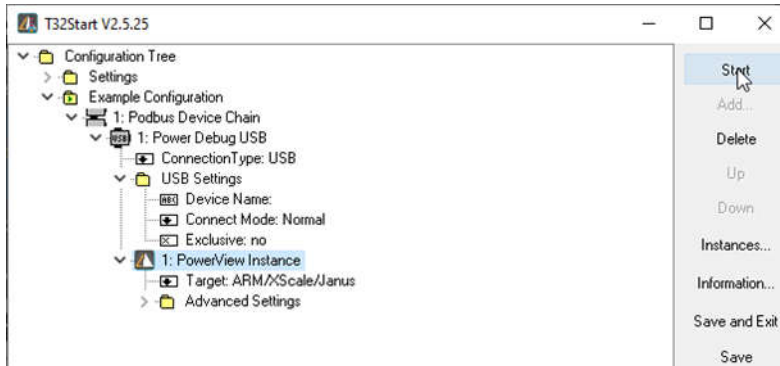 T32Start V2.5.25
Configuration Tree
Settings
Example Configuration
1: Podbus Device Chain
USB 1: Power Debug USB
ConnectionType: USB
USB Settings
ABC Device Name:
Connect Mode: Normal
Exclusive: no
1: PowerView Instance
Target: ARM/XScale/Janus
Advanced Settings
Start
Add...
Delete
Up
Down
Instances...
Information...
Save and Exit
Save